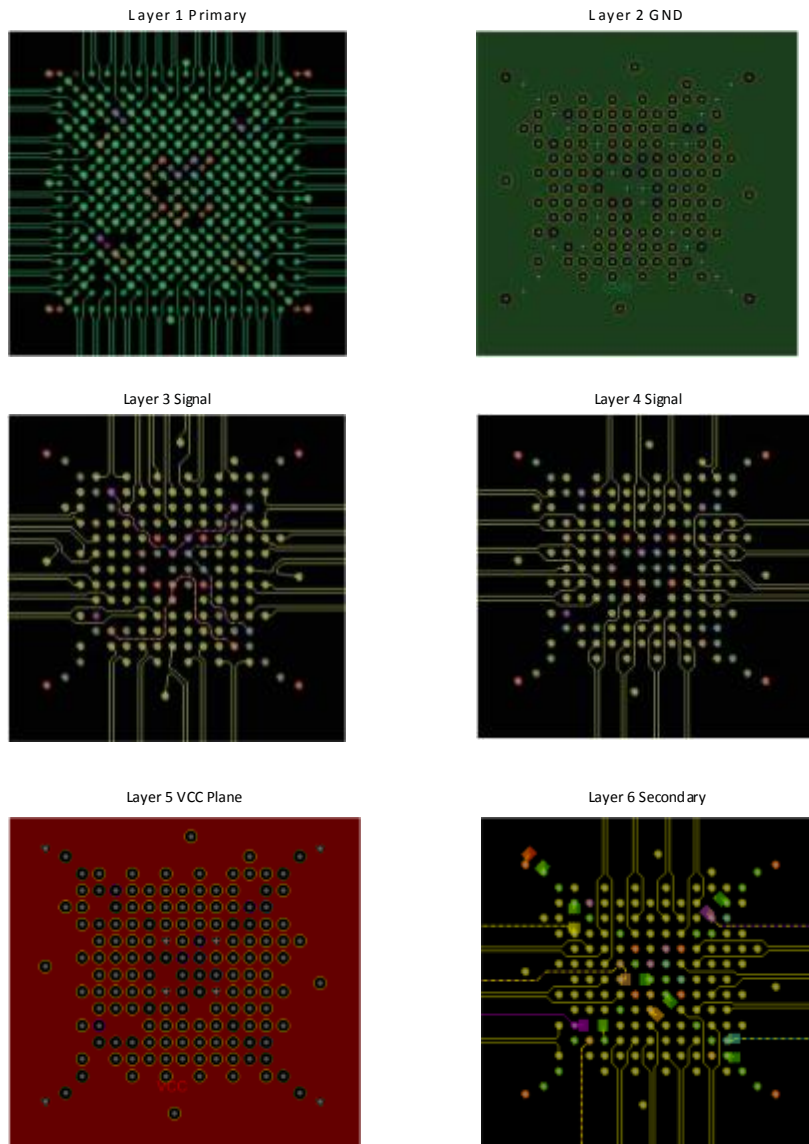 Layer 1 Primary
Layer 2 GND
Layer 3 Signal
Layer 4 Signal
Layer 5 VCC Plane
Layer 6 Secondary
VCC